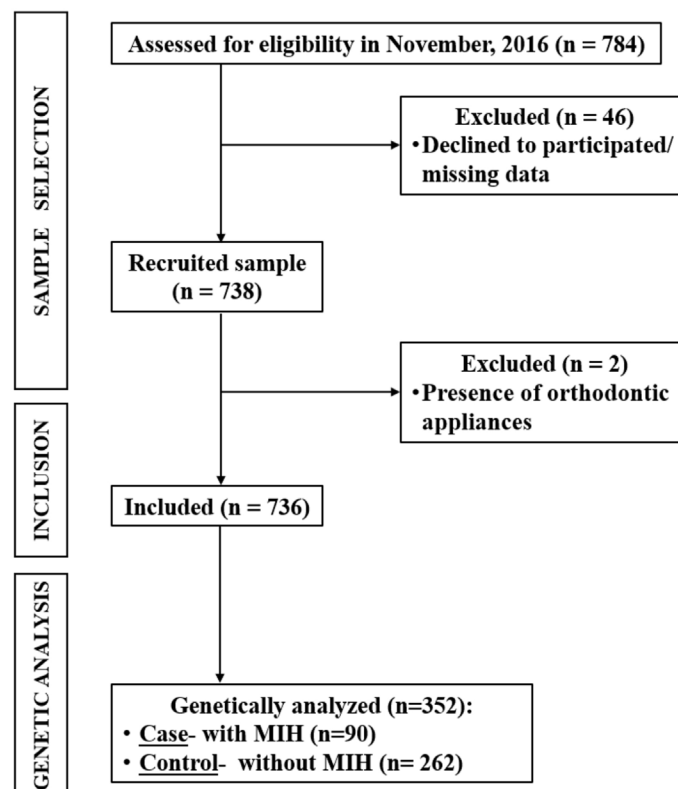 Assessed for eligibility in November, 2016 (n = 784)
Excluded (n = 46)
•Declined to participated/
missing data
SAMPLE SELECTION
Recruited sample
(n = 738)
Excluded (n = 2)
•Presence of orthodontic
appliances
INCLUSION
Included (n = 736)
GENETIC ANALYSIS
Genetically analyzed (n=352):
• Case- with MIH (n=90)
• Control- without MIH (n= 262)